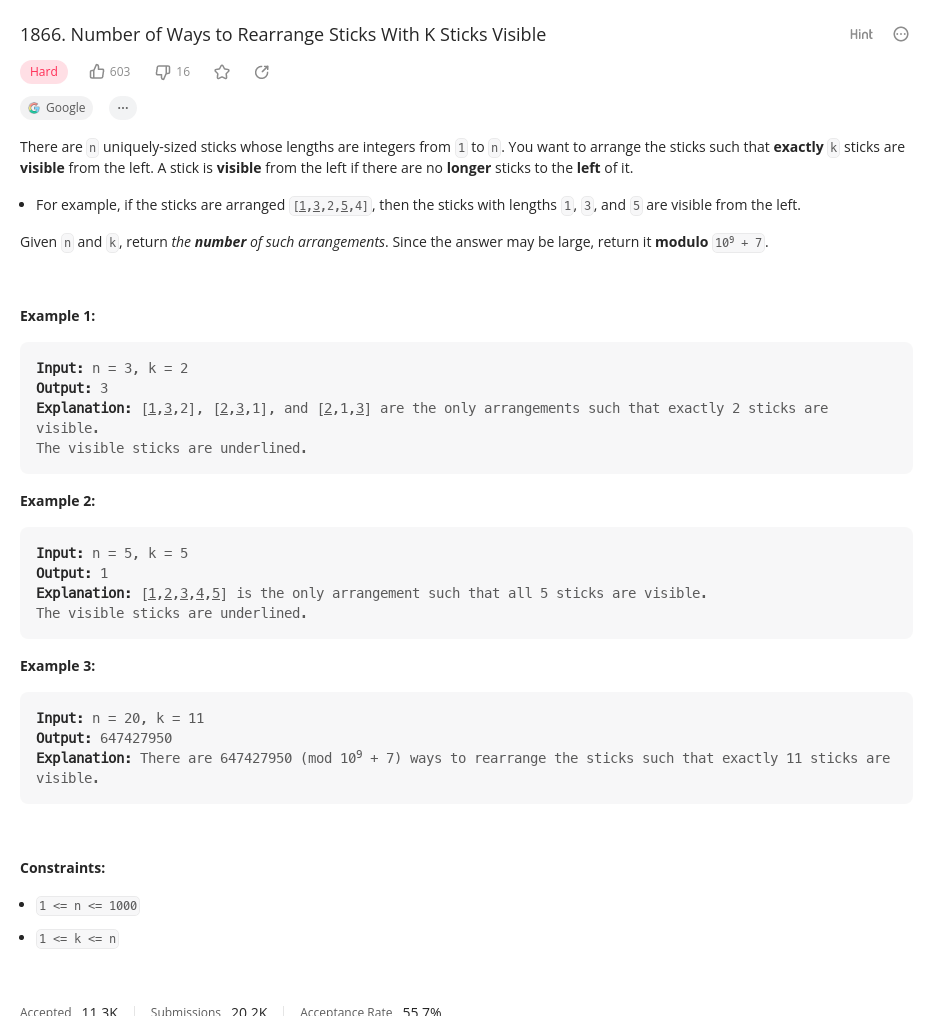 1866. Number of Ways to Rearrange Sticks With K Sticks Visible
Hint
Hard 603 16
Google ...
There are n uniquely-sized sticks whose lengths are integers from 1 to n. You want to arrange the sticks such that exactly k sticks are
visible from the left. A stick is visible from the left if there are no longer sticks to the left of it.
• For example, if the sticks are arranged [1,3,2,5,4], then the sticks with lengths 1, 3, and 5 are visible from the left.
Given n and k, return the number of such arrangements. Since the answer may be large, return it modulo 10⁹ + 7.
Example 1:
Input: n = 3, k = 2
Output: 3
Explanation: [1,3,2], [2,3,1], and [2,1,3] are the only arrangements such that exactly 2 sticks are
visible.
The visible sticks are underlined.
Example 2:
Input: n = 5, k = 5
Output: 1
Explanation: [1,2,3,4,5] is the only arrangement such that all 5 sticks are visible.
The visible sticks are underlined.
Example 3:
Input: n = 20, k = 11
Output: 647427950
Explanation: There are 647427950 (mod 10⁹ + 7) ways to rearrange the sticks such that exactly 11 sticks are
visible.
Constraints:
• 1 <= n <= 1000
• 1 <= k <= n
Accepted 11.3K Submissions 20.2K Acceptance Rate 55.7%